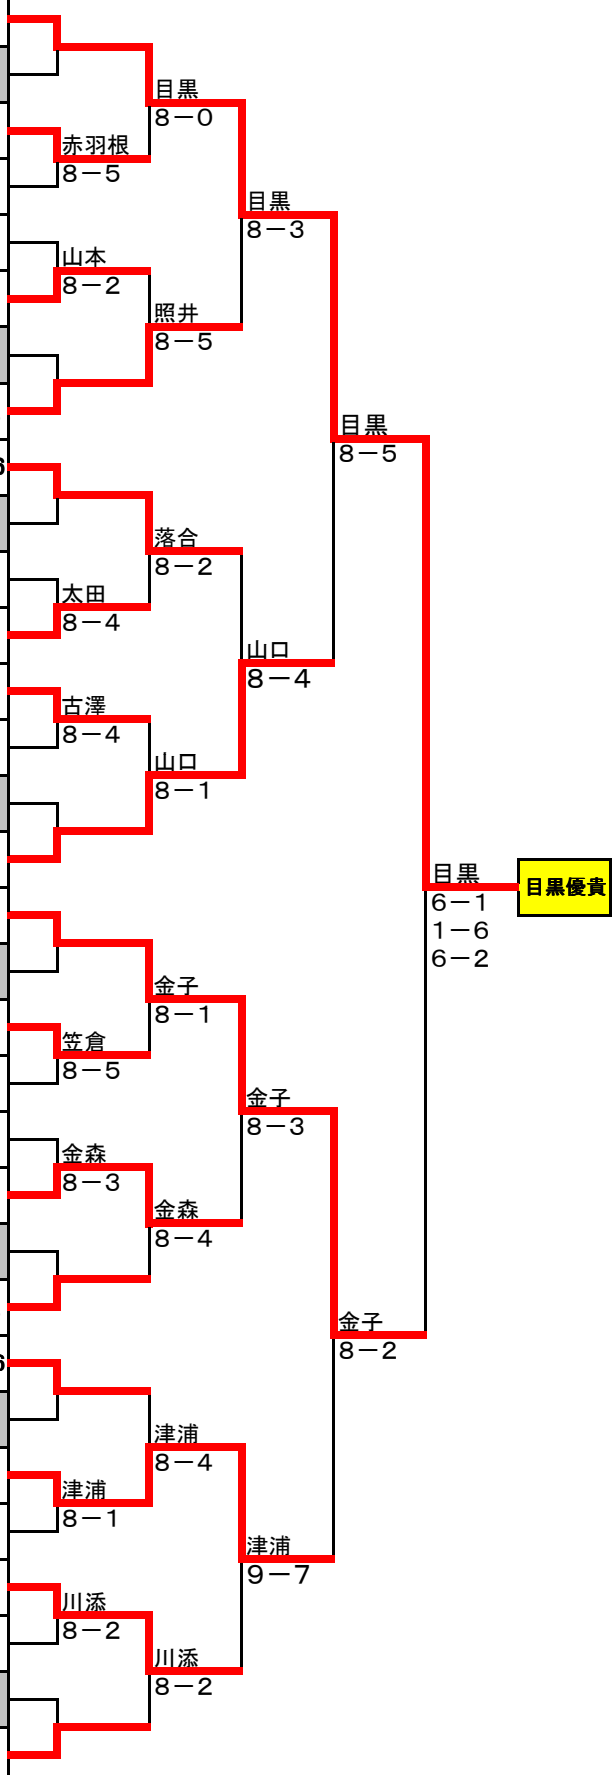 目黒
8－0
赤羽根
8－5
目黒
8－3
山本
8－2
照井
8－5
目黒
8－5
6
落合
8－2
太田
8－4
山口
8－4
古澤
8－4
山口
8－1
目黒
6－1
1－6
6－2
目黒優貴
金子
8－1
笠倉
8－5
金子
8－3
金森
8－3
金森
8－4
金子
8－2
6
津浦
8－4
津浦
8－1
津浦
9－7
川添
8－2
川添
8－2